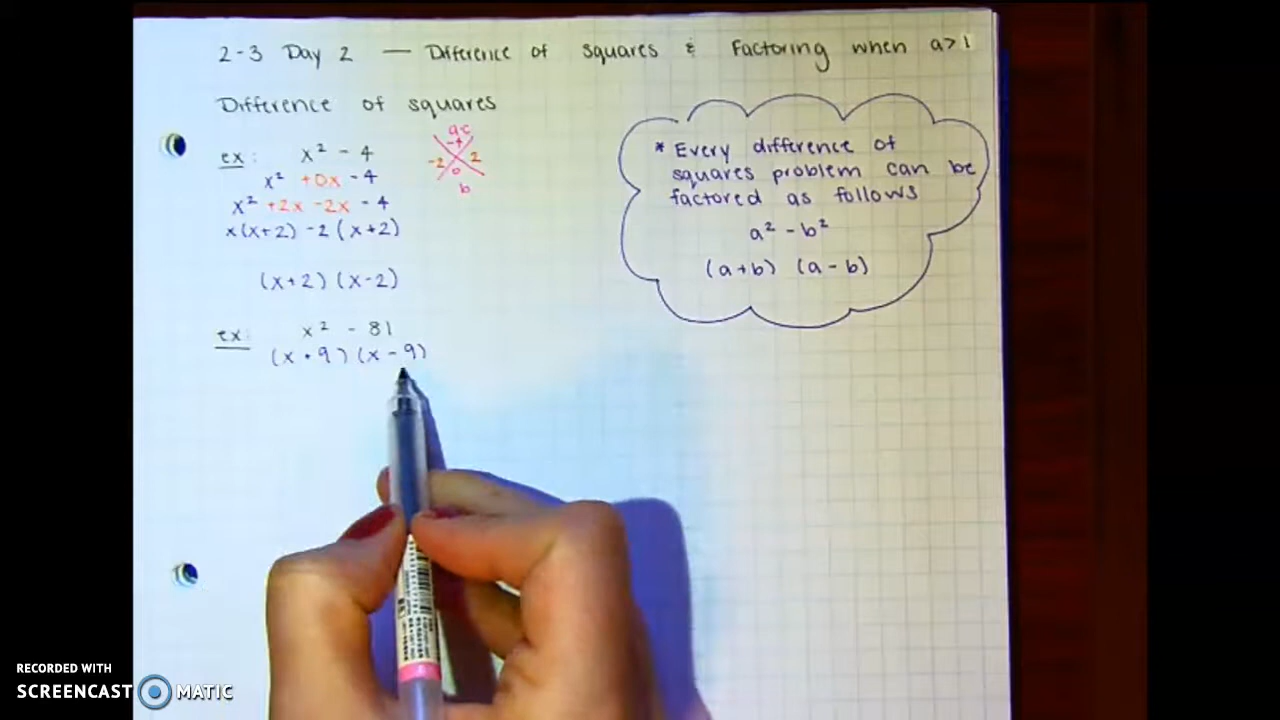 2-3 Day 2 — Difference of squares & Factoring when a>1
Difference of squares
ex: x² - 4
x² +0x -4
x² +2x -2x - 4
x(x+2) -2(x+2)
(x+2)(x-2)
ac
-4
-2 2
0
b
* Every difference of
squares problem can be
factored as follows
a² - b²
(a+b) (a-b)
ex: x² - 81
(x+9)(x-9)
RECORDED WITH
SCREENCAST MATIC